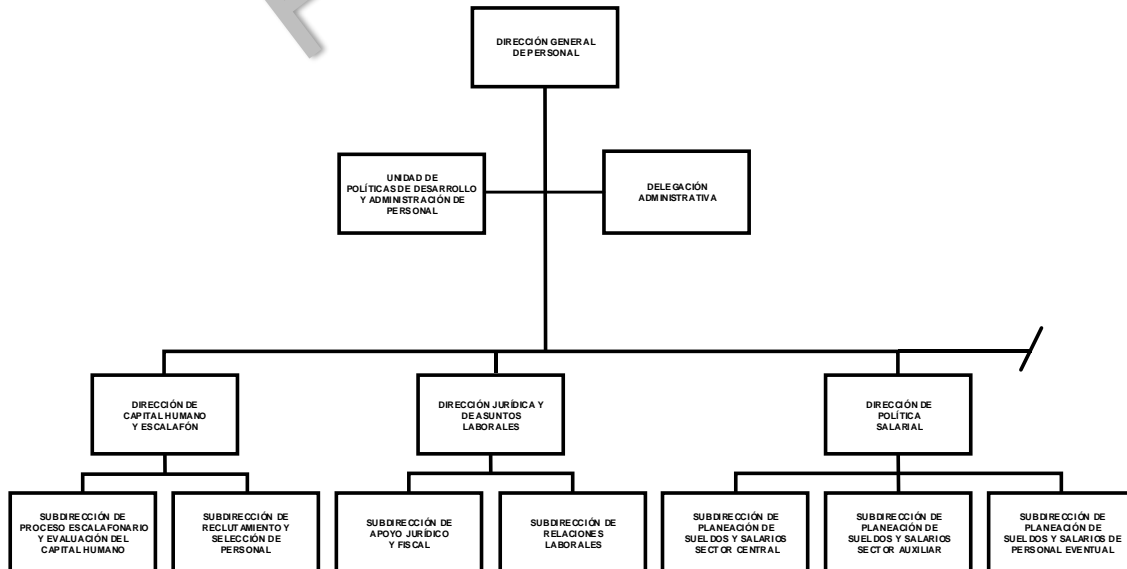 DIRECCIÓN GENERAL
DE PERSONAL
UNIDAD DE
POLÍTICAS DE DESARROLLO
Y ADMINISTRACIÓN DE
PERSONAL
DELEGACIÓN
ADMINISTRATIVA
DIRECCIÓN DE
CAPITAL HUMANO
Y ESCALAFÓN
DIRECCIÓN JURÍDICA Y
DE ASUNTOS
LABORALES
DIRECCIÓN DE
POLÍTICA
SALARIAL
SUBDIRECCIÓN DE
PROCESO ESCALAFONARIO
Y EVALUACIÓN DEL
CAPITAL HUMANO
SUBDIRECCIÓN DE
RECLUTAMIENTO Y
SELECCIÓN DE
PERSONAL
SUBDIRECCIÓN DE
APOYO JURÍDICO
Y FISCAL
SUBDIRECCIÓN DE
RELACIONES
LABORALES
SUBDIRECCIÓN DE
PLANEACIÓN DE
SUELDOS Y SALARIOS
SECTOR CENTRAL
SUBDIRECCIÓN DE
PLANEACIÓN DE
SUELDOS Y SALARIOS
SECTOR AUXILIAR
SUBDIRECCIÓN DE
PLANEACIÓN DE
SUELDOS Y SALARIOS DE
PERSONAL EVENTUAL